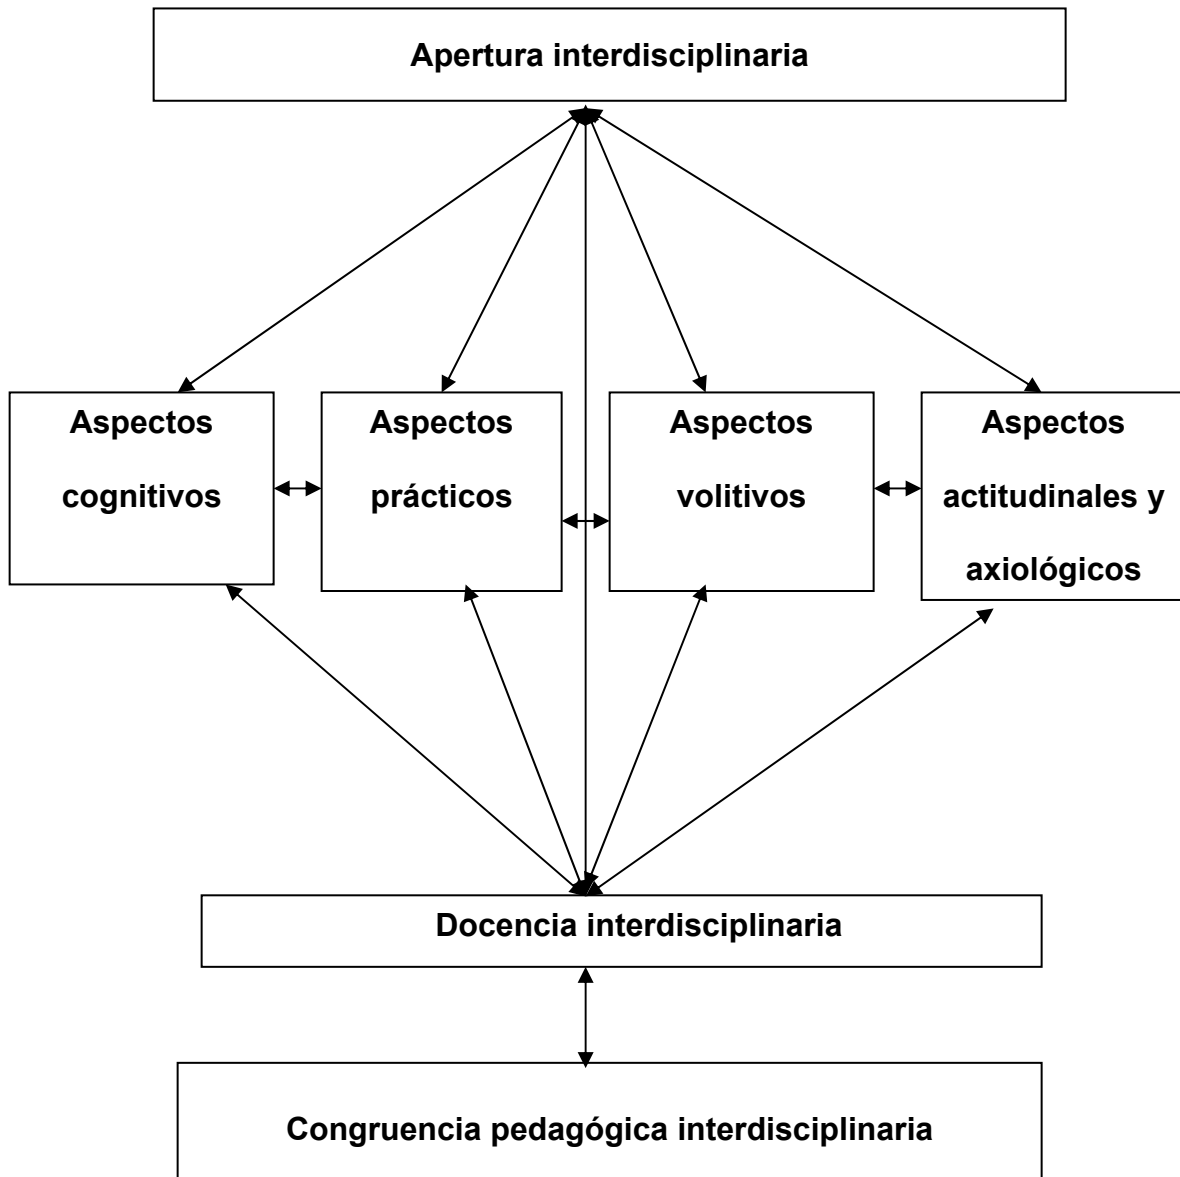 Apertura interdisciplinaria
Aspectos
cognitivos
Aspectos
prácticos
Aspectos
volitivos
Aspectos
actitudinales y
axiológicos
Docencia interdisciplinaria
Congruencia pedagógica interdisciplinaria